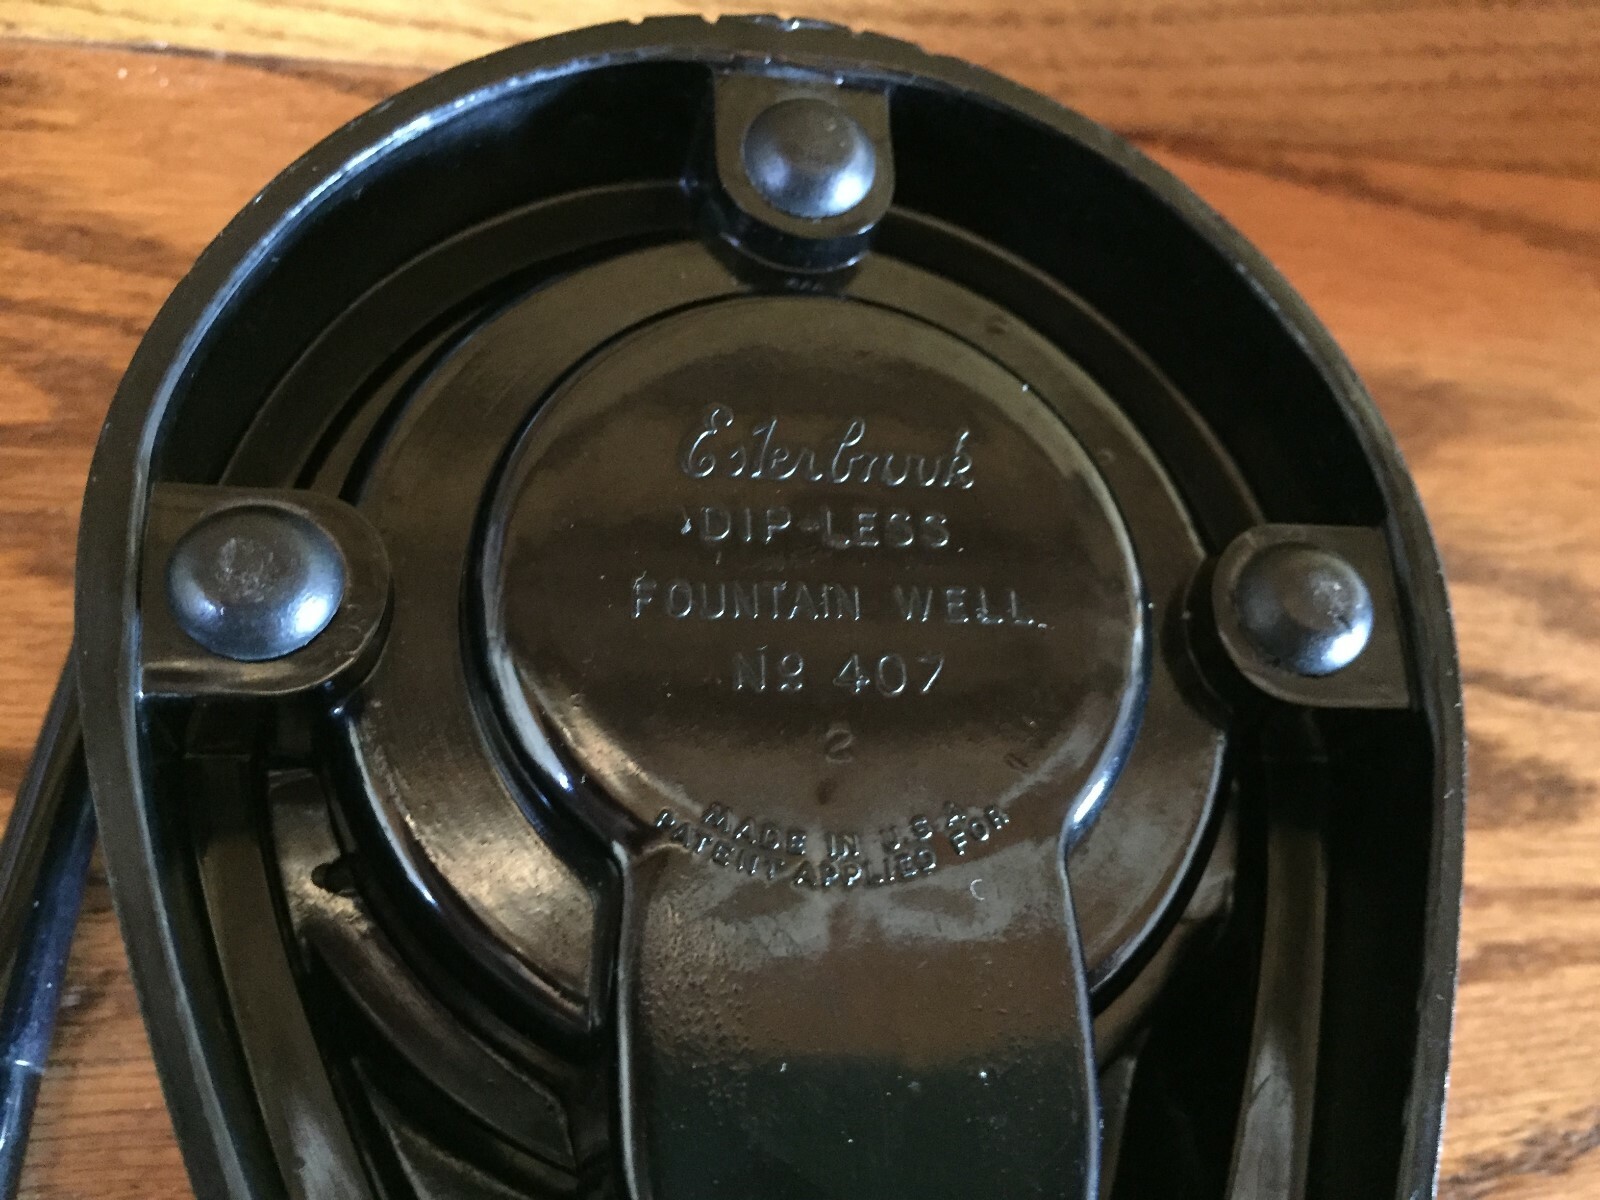 Esterbrook
DIP-LESS
FOUNTAIN WELL
Nº 407
2
MADE IN U.S.A.
PATENT APPLIED FOR